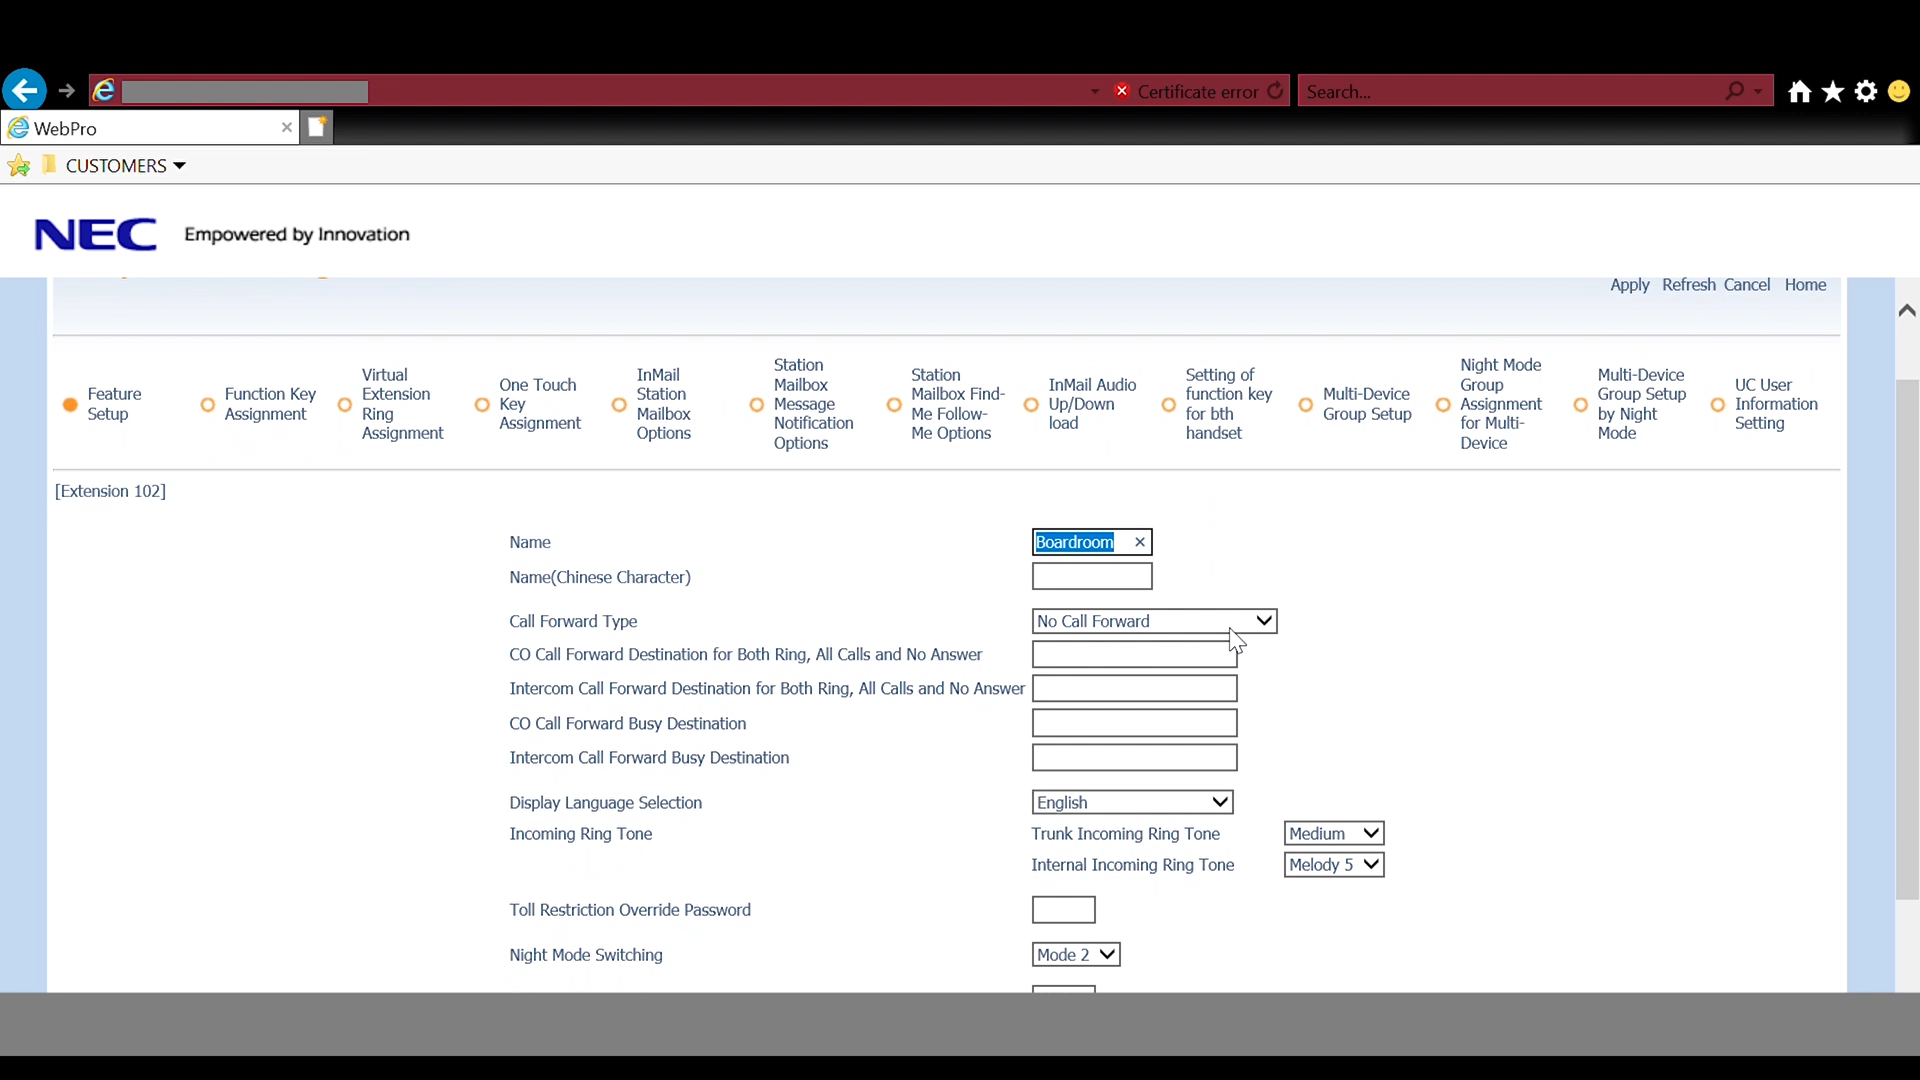 Certificate error
Search...
WebPro
CUSTOMERS
NEC Empowered by Innovation
Apply Refresh Cancel Home
Feature
Setup
Function Key
Assignment
Virtual
Extension
Ring
Assignment
One Touch
Key
Assignment
InMail
Station
Mailbox
Options
Station
Mailbox
Message
Notification
Options
Station
Mailbox Find-
Me Follow-
Me Options
InMail Audio
Up/Down
load
Setting of
function key
for bth
handset
Multi-Device
Group Setup
Night Mode
Group
Assignment
for Multi-
Device
Multi-Device
Group Setup
by Night
Mode
UC User
Information
Setting
[Extension 102]
Name Boardroom
Name(Chinese Character)
Call Forward Type No Call Forward
CO Call Forward Destination for Both Ring, All Calls and No Answer
Intercom Call Forward Destination for Both Ring, All Calls and No Answer
CO Call Forward Busy Destination
Intercom Call Forward Busy Destination
Display Language Selection English
Incoming Ring Tone Trunk Incoming Ring Tone Medium
Internal Incoming Ring Tone Melody 5
Toll Restriction Override Password
Night Mode Switching Mode 2